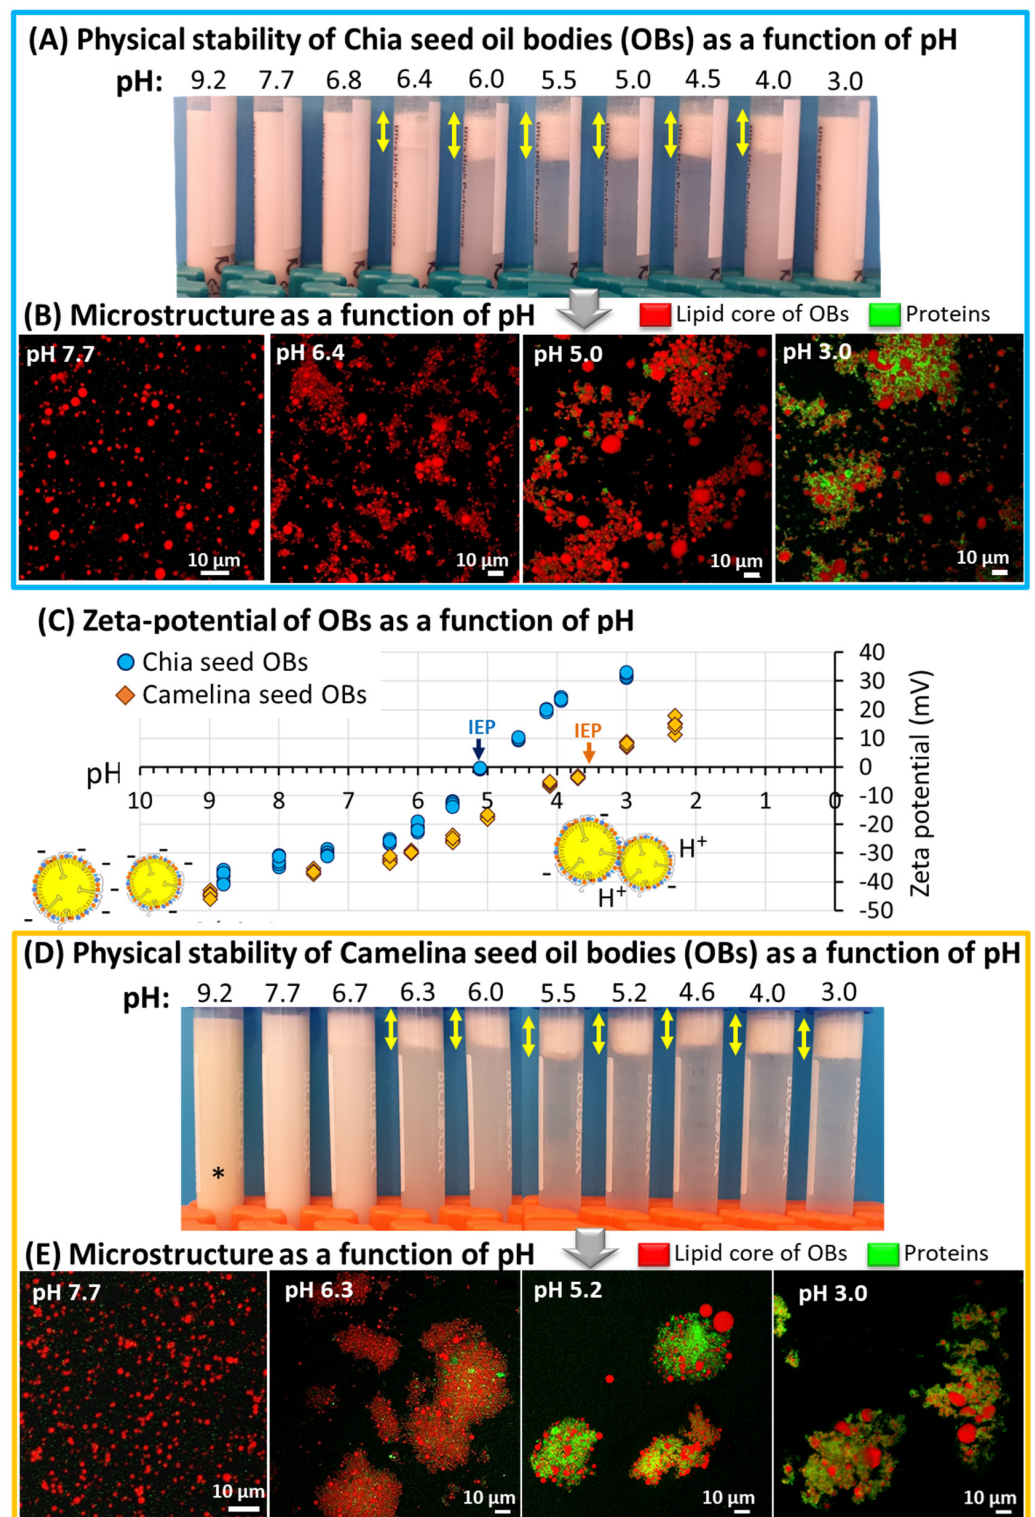 (A) Physical stability of Chia seed oil bodies (OBs) as a function of pH
pH: 9.2 7.7 6.8 6.4 6.0 5.5 5.0 4.5 4.0 3.0
(B) Microstructure as a function of pH
Lipid core of OBs Proteins
pH 7.7 pH 6.4 pH 5.0 pH 3.0
10 µm 10 µm 10 µm 10 µm
(C) Zeta-potential of OBs as a function of pH
Chia seed OBs
Camelina seed OBs
IEP IEP
pH
10 9 8 7 6 5 4 3 2 1 0
40
30
20
10
0
-10
-20
-30
-40
-50
Zeta potential (mV)
- - - - - - - -
- - -
H⁺
H⁺
(D) Physical stability of Camelina seed oil bodies (OBs) as a function of pH
pH: 9.2 7.7 6.7 6.3 6.0 5.5 5.2 4.6 4.0 3.0
*
(E) Microstructure as a function of pH
Lipid core of OBs Proteins
pH 7.7 pH 6.3 pH 5.2 pH 3.0
10 µm 10 µm 10 µm 10 µm